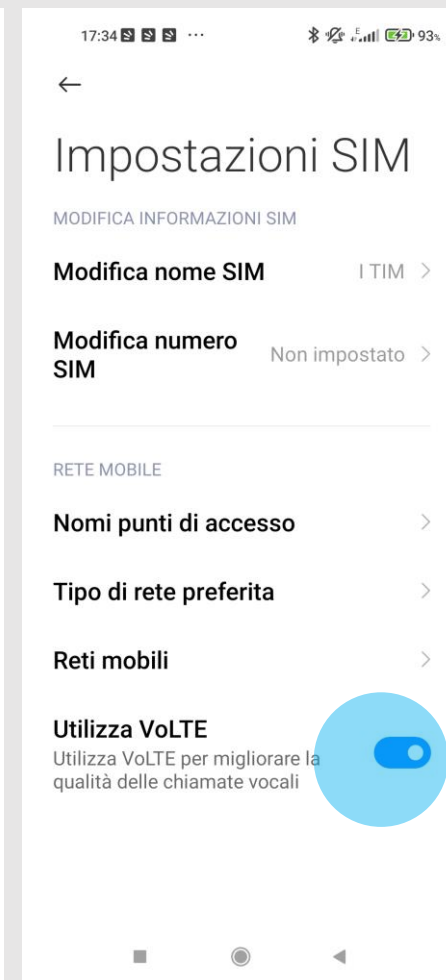 17:34 ... 93%
Impostazioni SIM
MODIFICA INFORMAZIONI SIM
Modifica nome SIM I TIM
Modifica numero
SIM
Non impostato
RETE MOBILE
Nomi punti di accesso
Tipo di rete preferita
Reti mobili
Utilizza VoLTE
Utilizza VoLTE per migliorare la
qualità delle chiamate vocali